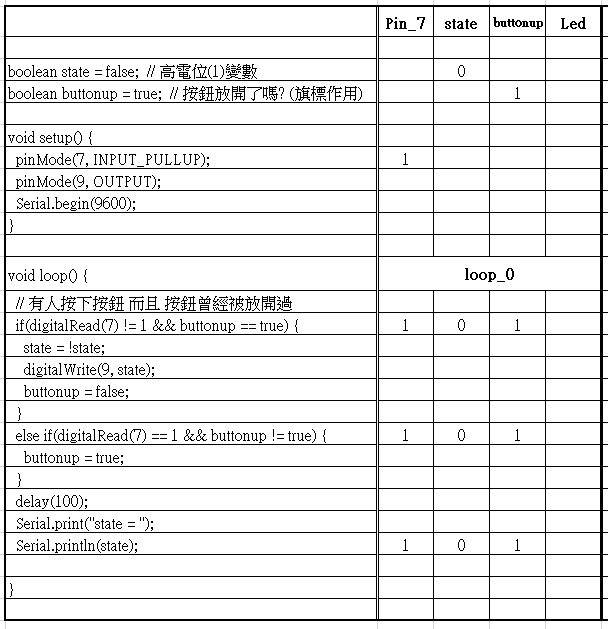 Pin_7 state buttonup Led
boolean state = false; // 高電位(1)變數 0
boolean buttonup = true; // 按鈕放開了嗎? (旗標作用) 1
void setup() {
pinMode(7, INPUT_PULLUP); 1
pinMode(9, OUTPUT);
Serial.begin(9600);
}
void loop() { loop_0
// 有人按下按鈕 而且 按鈕曾經被放開過
if(digitalRead(7) != 1 && buttonup == true) { 1 0 1
state = !state;
digitalWrite(9, state);
buttonup = false;
}
else if(digitalRead(7) == 1 && buttonup != true) { 1 0 1
buttonup = true;
}
delay(100);
Serial.print("state = ");
Serial.println(state); 1 0 1
}